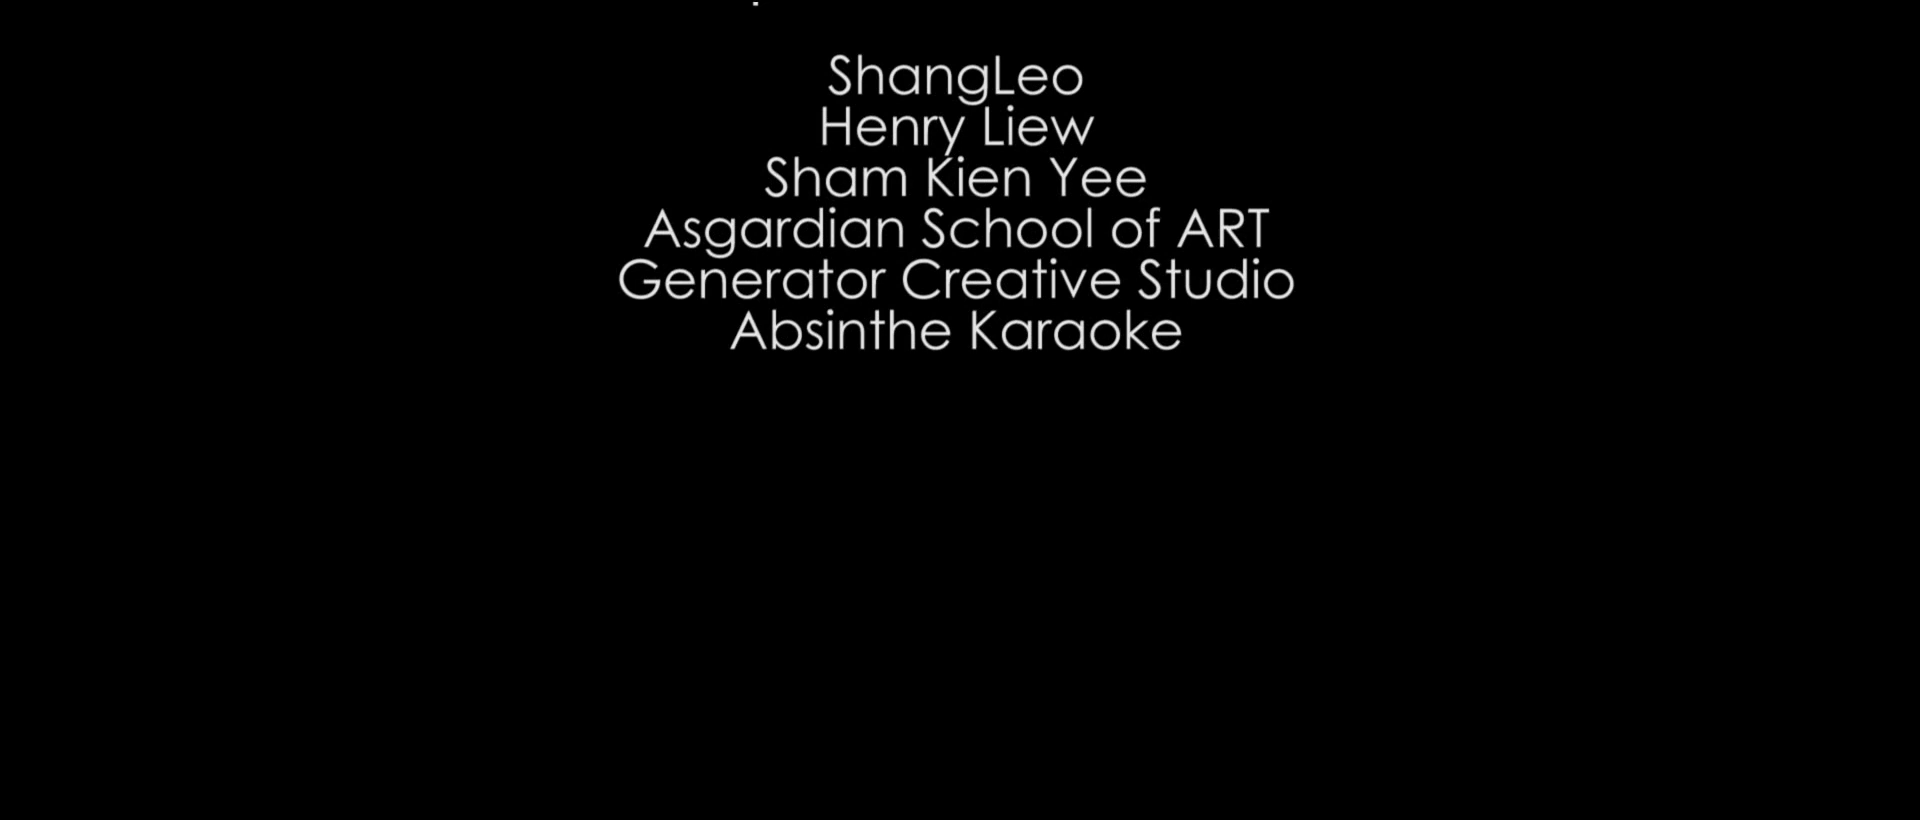 ShangLeo
Henry Liew
Sham Kien Yee
Asgardian School of ART
Generator Creative Studio
Absinthe Karaoke